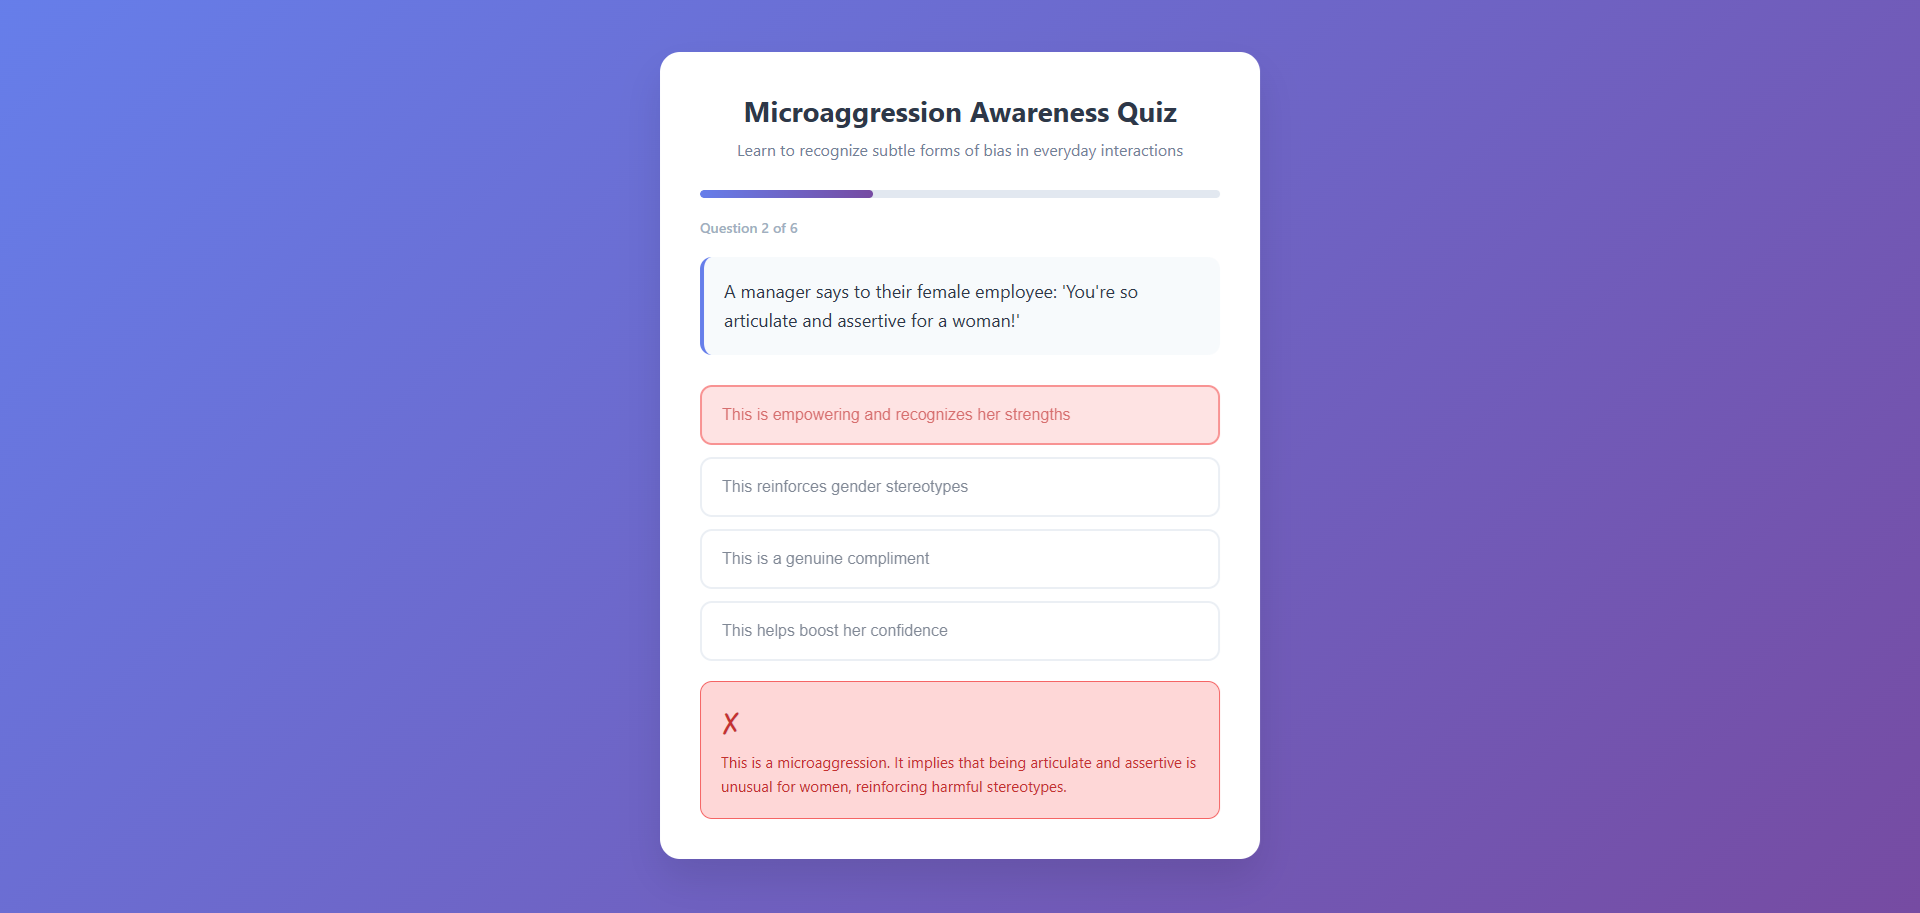 Microaggression Awareness Quiz
Learn to recognize subtle forms of bias in everyday interactions
Question 2 of 6
A manager says to their female employee: 'You're so
articulate and assertive for a woman!'
This is empowering and recognizes her strengths
This reinforces gender stereotypes
This is a genuine compliment
This helps boost her confidence
✗
This is a microaggression. It implies that being articulate and assertive is
unusual for women, reinforcing harmful stereotypes.